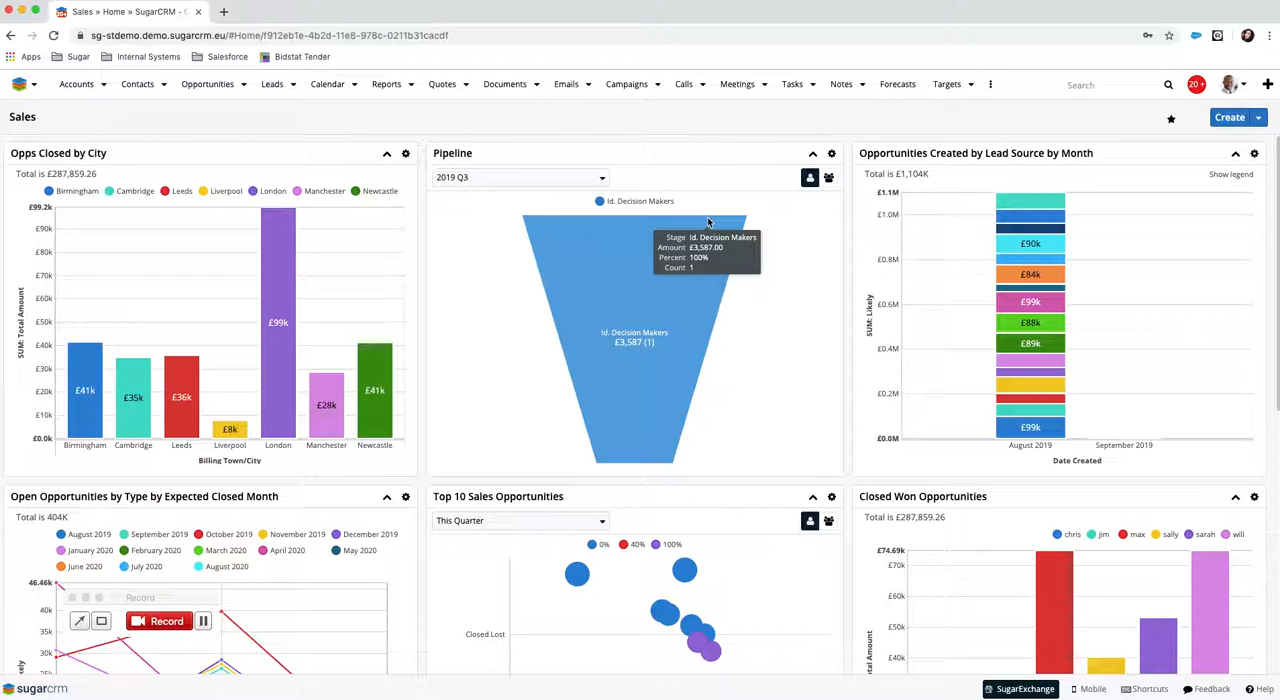 Sales » Home » SugarCRM - (
sg-stdemo.demo.sugarcrm.eu/#Home/f912eb1e-4b2d-11e8-978c-0211b31cacdf
Apps Sugar Internal Systems Salesforce Bidstat Tender
Accounts Contacts Opportunities Leads Calendar Reports Quotes Documents Emails Campaigns Calls Meetings Tasks Notes Forecasts Targets Search 20+
Sales
Create
Opps Closed by City
Total is £287,859.26
Birmingham Cambridge Leeds Liverpool London Manchester Newcastle
£99.2k
£90k
£80k
£70k
£60k
£50k
£40k
£30k
£20k
£10k
£0.0k
SUM: Total Amount
£41k
£35k
£36k
£8k
£99k
£28k
£41k
Birmingham Cambridge Leeds Liverpool London Manchester Newcastle
Billing Town/City
Pipeline
2019 Q3
Id. Decision Makers
Stage Id. Decision Makers
Amount £3,587.00
Percent 100%
Count 1
Id. Decision Makers
£3,587 (1)
Opportunities Created by Lead Source by Month
Total is £1,104K
Show legend
£1.1M
£1.0M
£0.8M
£0.6M
£0.4M
£0.2M
£0.0M
SUM: Likely
£90k
£84k
£99k
£88k
£89k
£99k
August 2019 September 2019
Date Created
Open Opportunities by Type by Expected Closed Month
Total is 404K
August 2019 September 2019 October 2019 November 2019 December 2019
January 2020 February 2020 March 2020 April 2020 May 2020
June 2020 July 2020 August 2020
46.46k
40k
35k
30k
Record
Record
Top 10 Sales Opportunities
This Quarter
0% 40% 100%
Closed Lost
Closed Won Opportunities
Total is £287,859.26
chris jim max sally sarah will
£74.69k
£70k
£60k
£50k
£40k
sugarcrm
SugarExchange Mobile Shortcuts Feedback Help